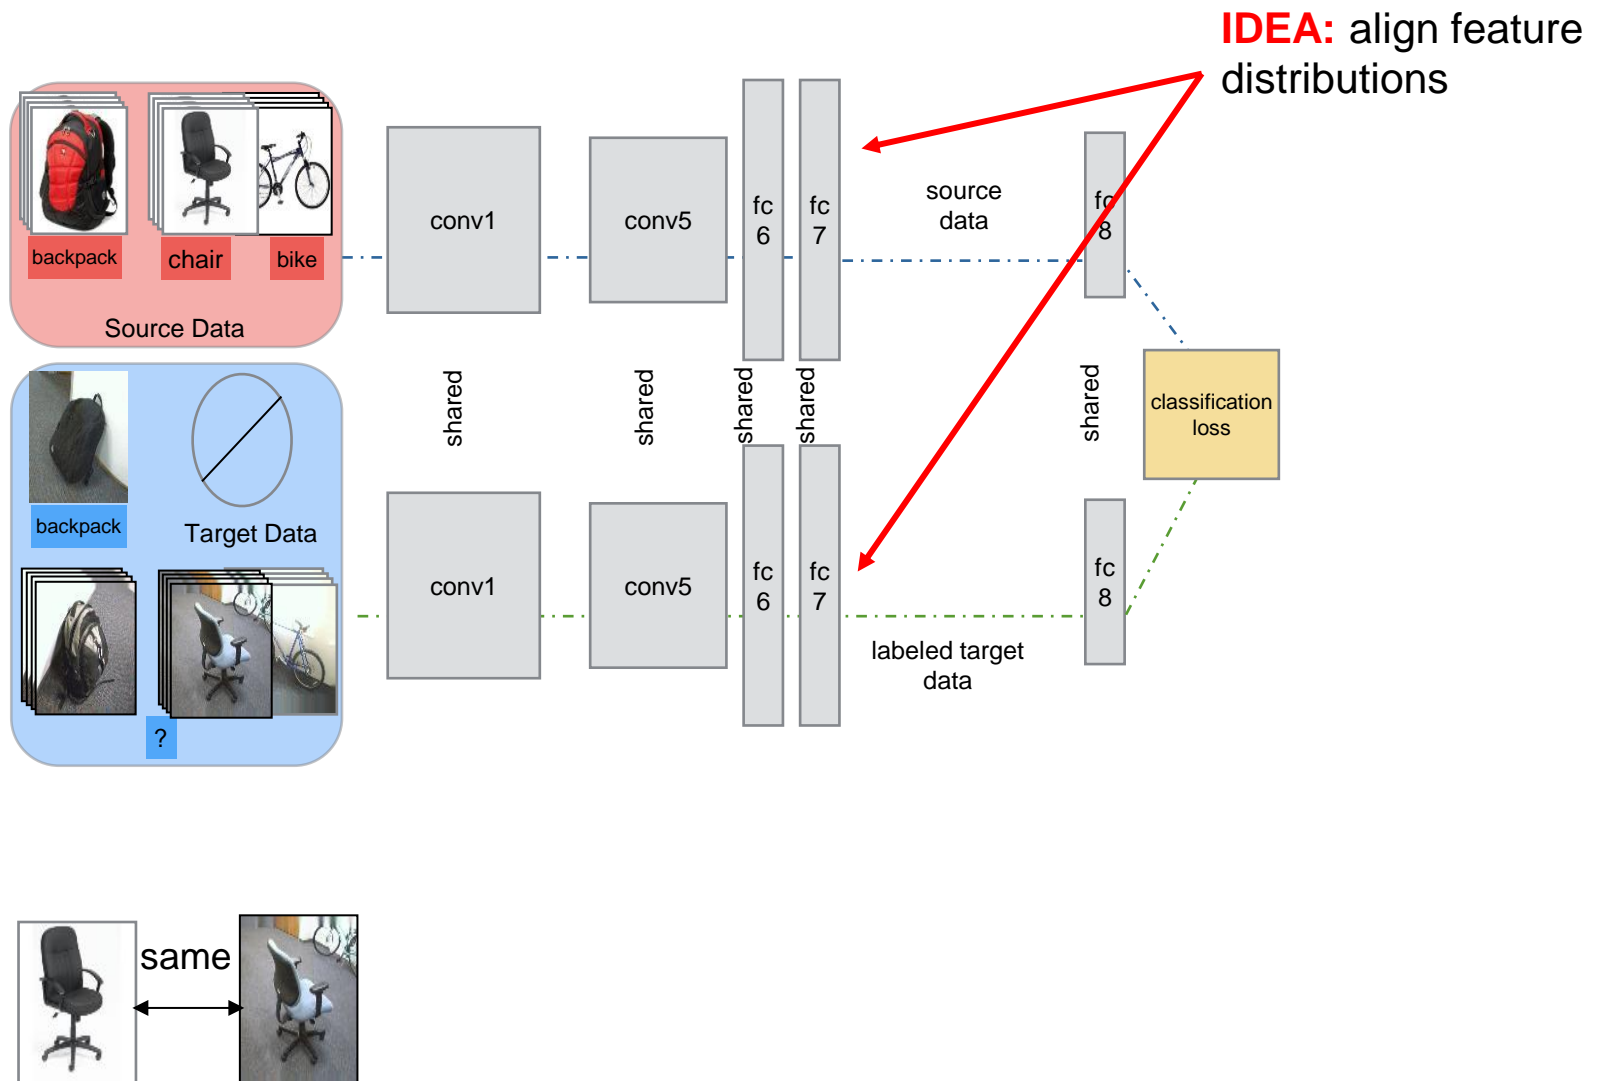 IDEA: align feature
distributions
backpack
chair
bike
Source Data
conv1
conv5
fc
6
fc
7
source
data
fc
8
shared
shared
shared
shared
shared
classification
loss
backpack
Target Data
?
conv1
conv5
fc
6
fc
7
labeled target
data
fc
8
same